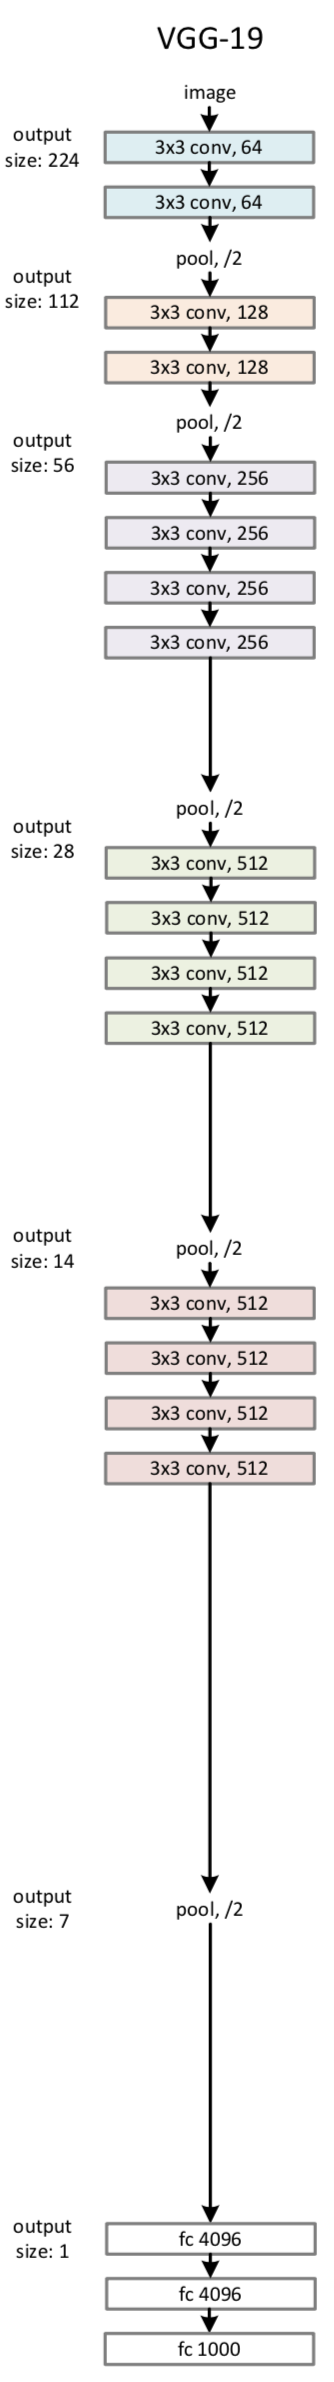 VGG-19
image
output
size: 224
3x3 conv, 64
3x3 conv, 64
pool, /2
output
size: 112
3x3 conv, 128
3x3 conv, 128
pool, /2
output
size: 56
3x3 conv, 256
3x3 conv, 256
3x3 conv, 256
3x3 conv, 256
pool, /2
output
size: 28
3x3 conv, 512
3x3 conv, 512
3x3 conv, 512
3x3 conv, 512
pool, /2
output
size: 14
3x3 conv, 512
3x3 conv, 512
3x3 conv, 512
3x3 conv, 512
output
size: 7
pool, /2
output
size: 1
fc 4096
fc 4096
fc 1000